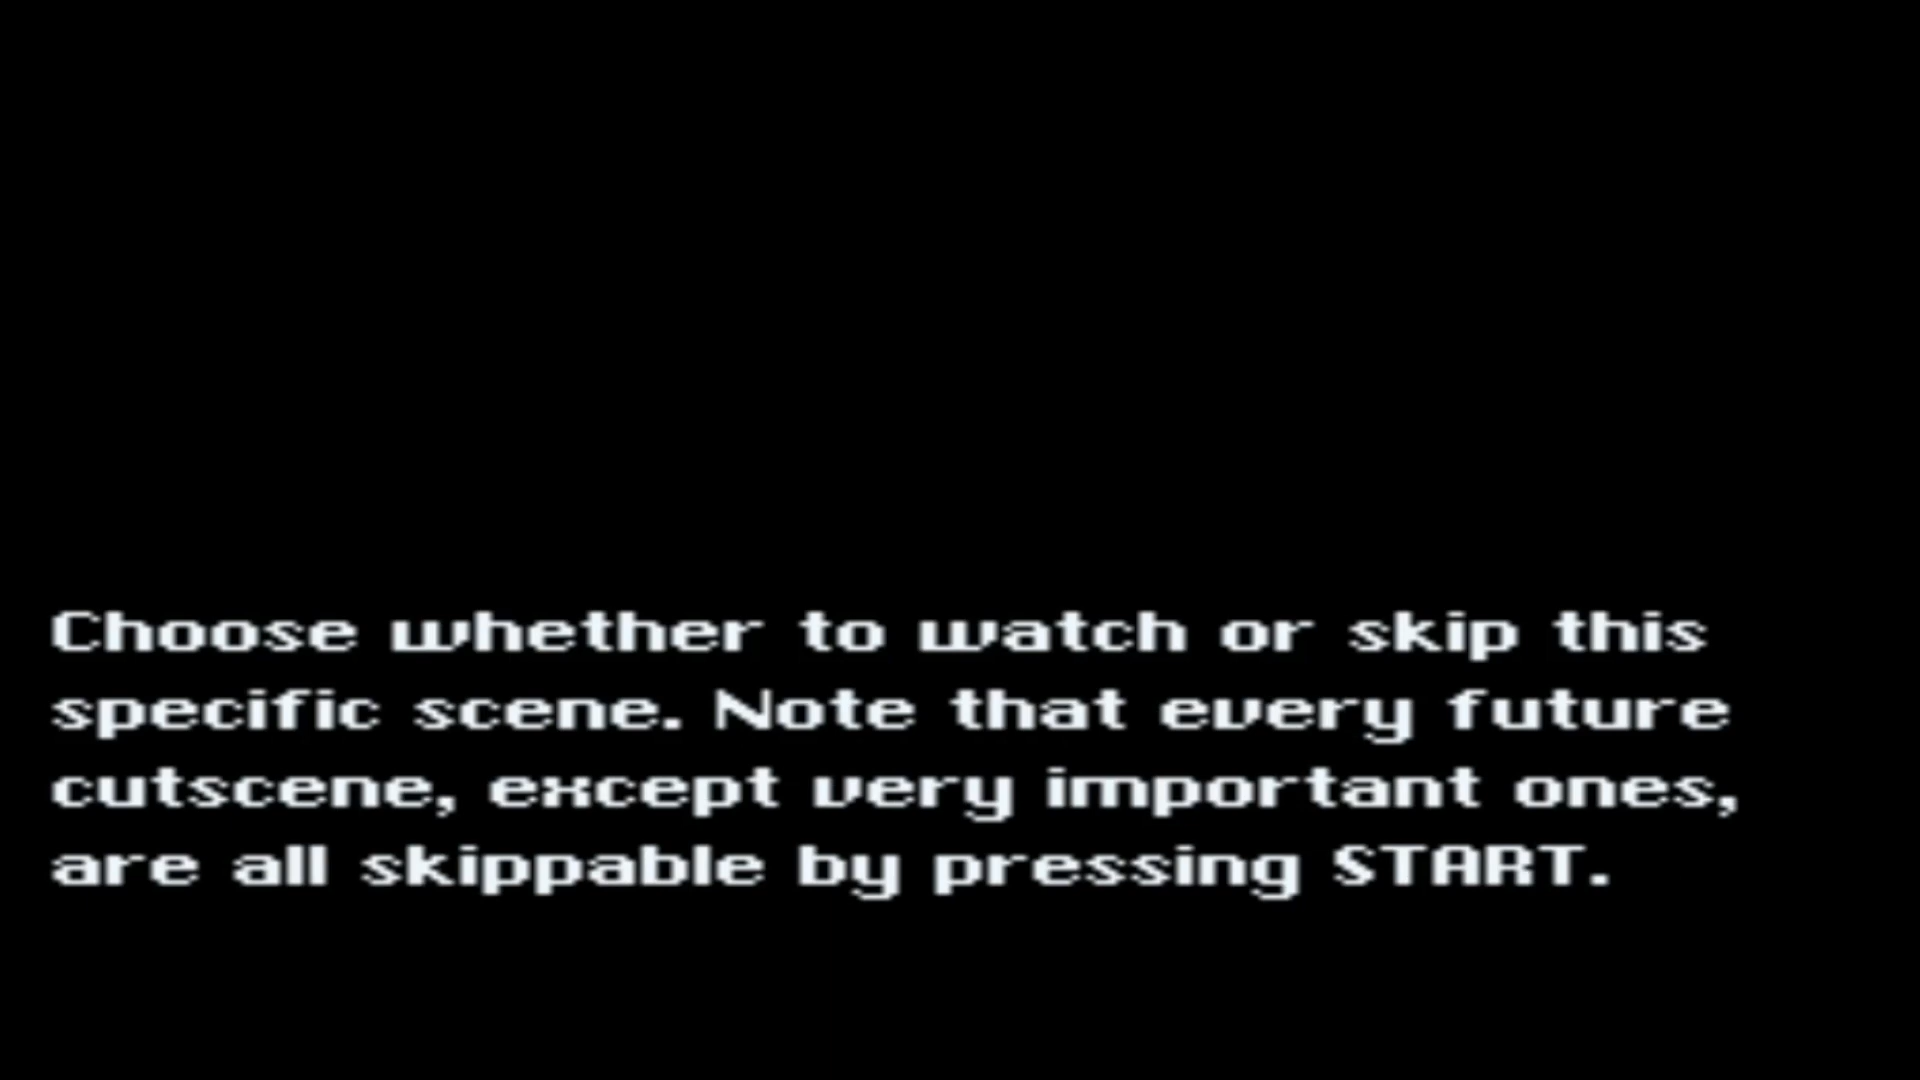 Choose whether to watch or skip this
specific scene. Note that every future
cutscene, except very important ones,
are all skippable by pressing START.